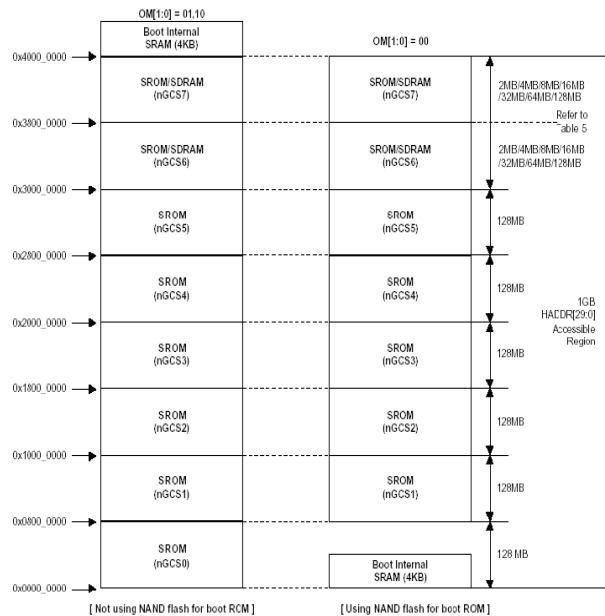 OM[1:0] = 01,10
Boot Internal
SRAM (4KB)
OM[1:0] = 00
0x4000_0000
SROM/SDRAM
(nGCS7)
SROM/SDRAM
(nGCS7)
2MB/4MB/8MB/16MB
/32MB/64MB/128MB
0x3800_0000
Refer to
Table 5
SROM/SDRAM
(nGCS6)
SROM/SDRAM
(nGCS6)
2MB/4MB/8MB/16MB
/32MB/64MB/128MB
0x3000_0000
SROM
(nGCS5)
SROM
(nGCS5)
128MB
0x2800_0000
SROM
(nGCS4)
SROM
(nGCS4)
128MB
1GB
HADDR[29:0]
Accessible
Region
0x2000_0000
SROM
(nGCS3)
SROM
(nGCS3)
128MB
0x1800_0000
SROM
(nGCS2)
SROM
(nGCS2)
128MB
0x1000_0000
SROM
(nGCS1)
SROM
(nGCS1)
128MB
0x0800_0000
SROM
(nGCS0)
Boot Internal
SRAM (4KB)
128 MB
0x0000_0000
[ Not using NAND flash for boot ROM ]
[ Using NAND flash for boot ROM ]